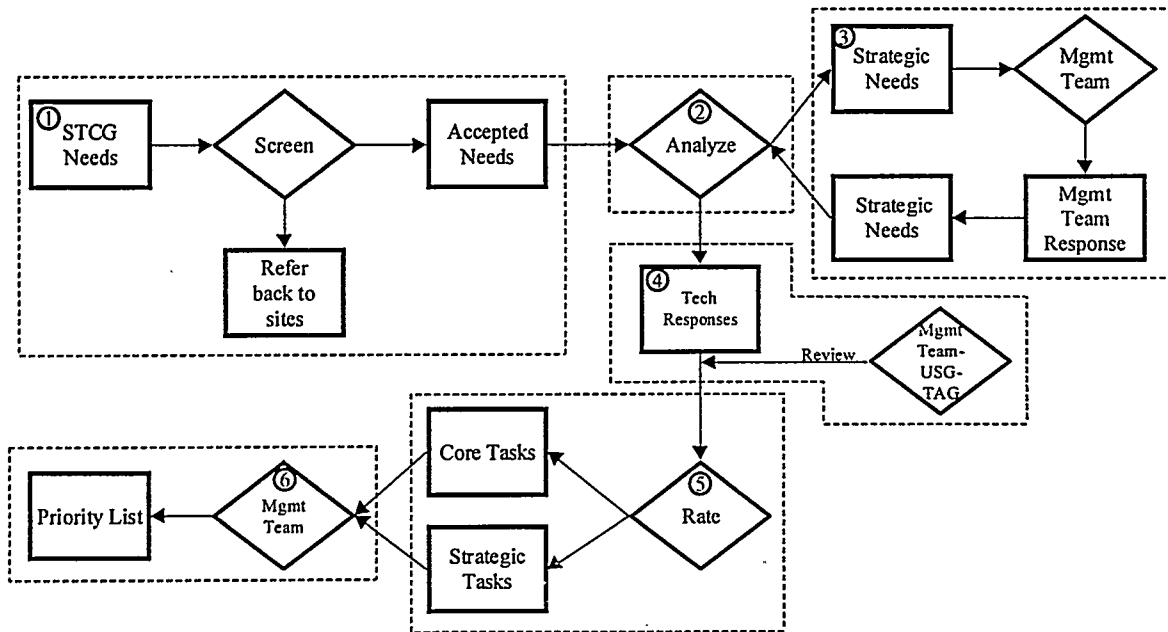 ①
STCG
Needs
Screen
Accepted
Needs
Refer
back to
sites
②
Analyze
③
Strategic
Needs
Mgmt
Team
Strategic
Needs
Mgmt
Team
Response
④
Tech
Responses
Review
Mgmt
Team-
USG-
TAG
⑤
Rate
Core Tasks
Strategic
Tasks
⑥
Mgmt
Team
Priority List